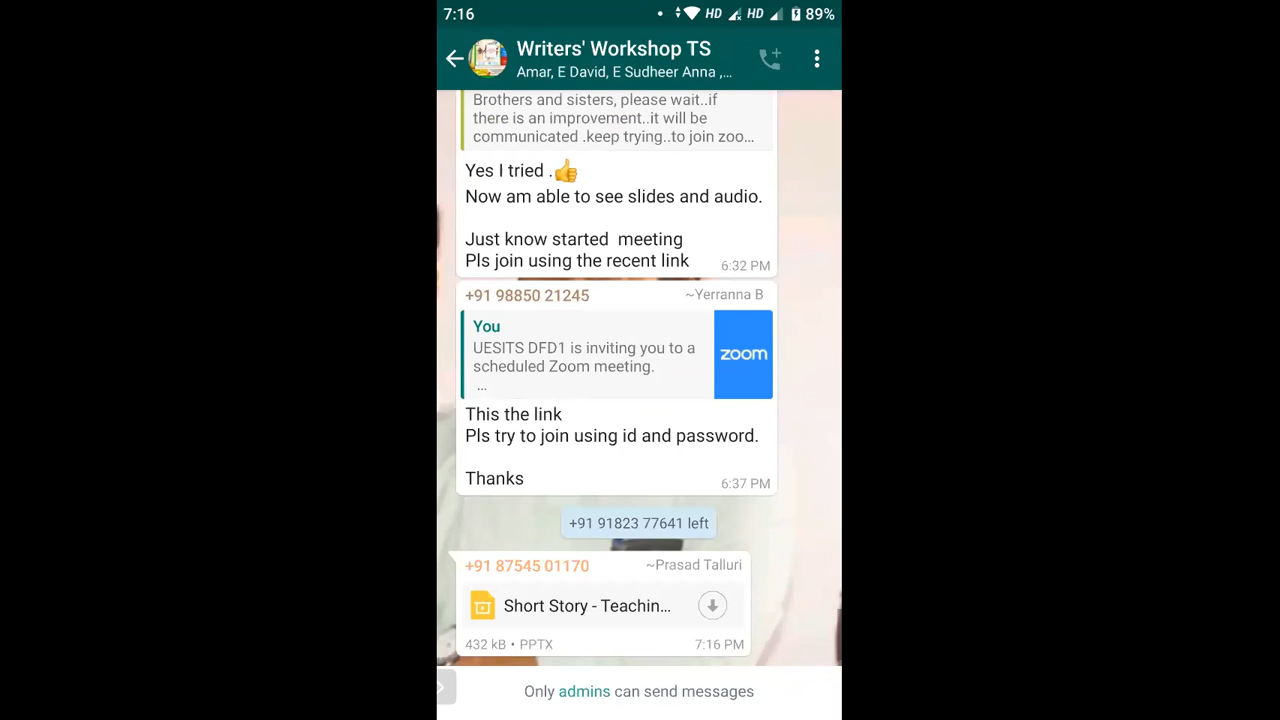 7:16
HD HD 89%
Writers' Workshop TS
Amar, E David, E Sudheer Anna ,...
Brothers and sisters, please wait..if
there is an improvement..it will be
communicated .keep trying..to join zoo...
Yes I tried .👍
Now am able to see slides and audio.
Just know started  meeting
Pls join using the recent link
6:32 PM
+91 98850 21245 ~Yerranna B
You
UESITS DFD1 is inviting you to a
scheduled Zoom meeting.
...
zoom
This the link
Pls try to join using id and password.
Thanks
6:37 PM
+91 91823 77641 left
+91 87545 01170 ~Prasad Talluri
Short Story - Teachin...
432 kB • PPTX 7:16 PM
Only admins can send messages